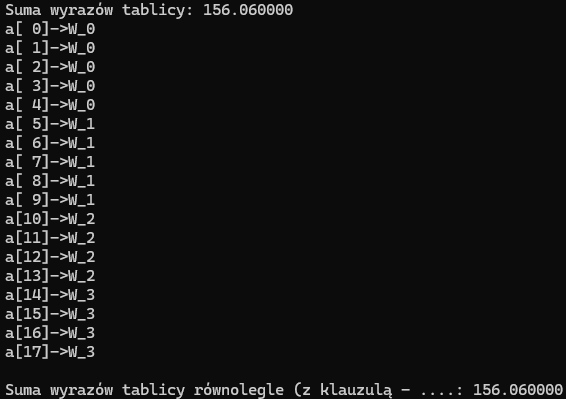 Suma wyrazów tablicy: 156.060000
a[ 0]->W_0
a[ 1]->W_0
a[ 2]->W_0
a[ 3]->W_0
a[ 4]->W_0
a[ 5]->W_1
a[ 6]->W_1
a[ 7]->W_1
a[ 8]->W_1
a[ 9]->W_1
a[10]->W_2
a[11]->W_2
a[12]->W_2
a[13]->W_2
a[14]->W_3
a[15]->W_3
a[16]->W_3
a[17]->W_3
Suma wyrazów tablicy równolegle (z klauzulą - ....: 156.060000